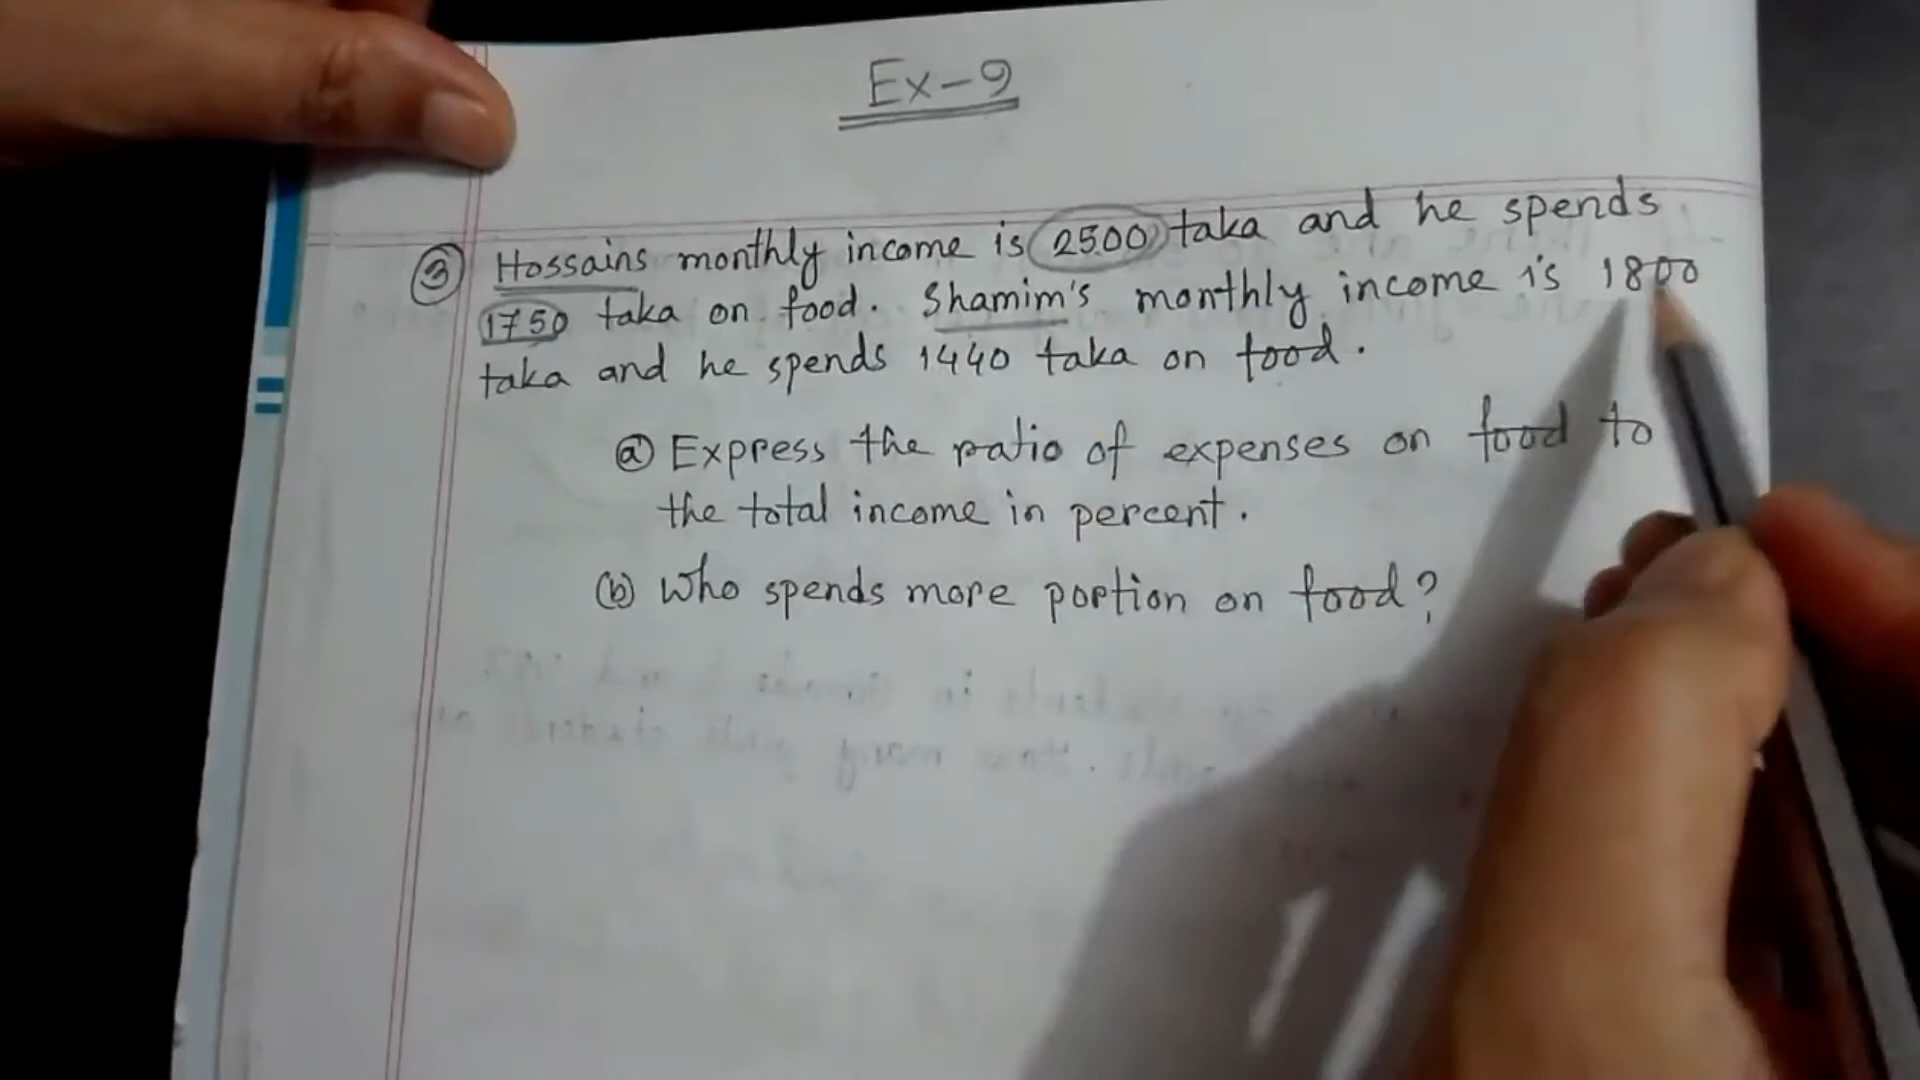 Ex-9
③ Hossains monthly income is 2500 taka and he spends
1750 taka on food. Shamim's monthly income is 1800
taka and he spends 1440 taka on food.
ⓐ Express the ratio of expenses on food to
the total income in percent.
ⓑ Who spends more portion on food?